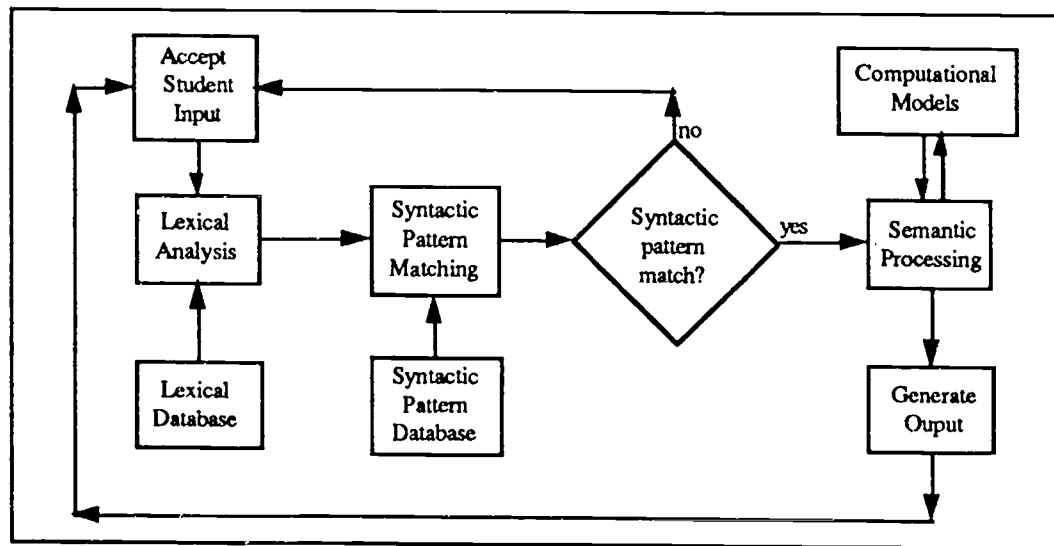 Accept
Student
Input
Computational
Models
no
Lexical
Analysis
Syntactic
Pattern
Matching
Syntactic
pattern
match?
yes
Semantic
Processing
Lexical
Database
Syntactic
Pattern
Database
Generate
Ouput